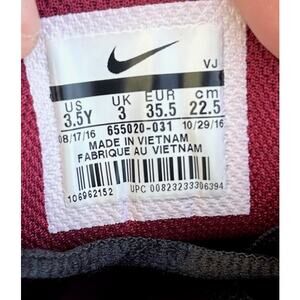 VJ
US UK EUR cm
3.5Y 3 35.5 22.5
08/17/16 655020-031 10/29/16
MADE IN VIETNAM
FABRIQUE AU VIETNAM
106962152
UPC 00823233306394